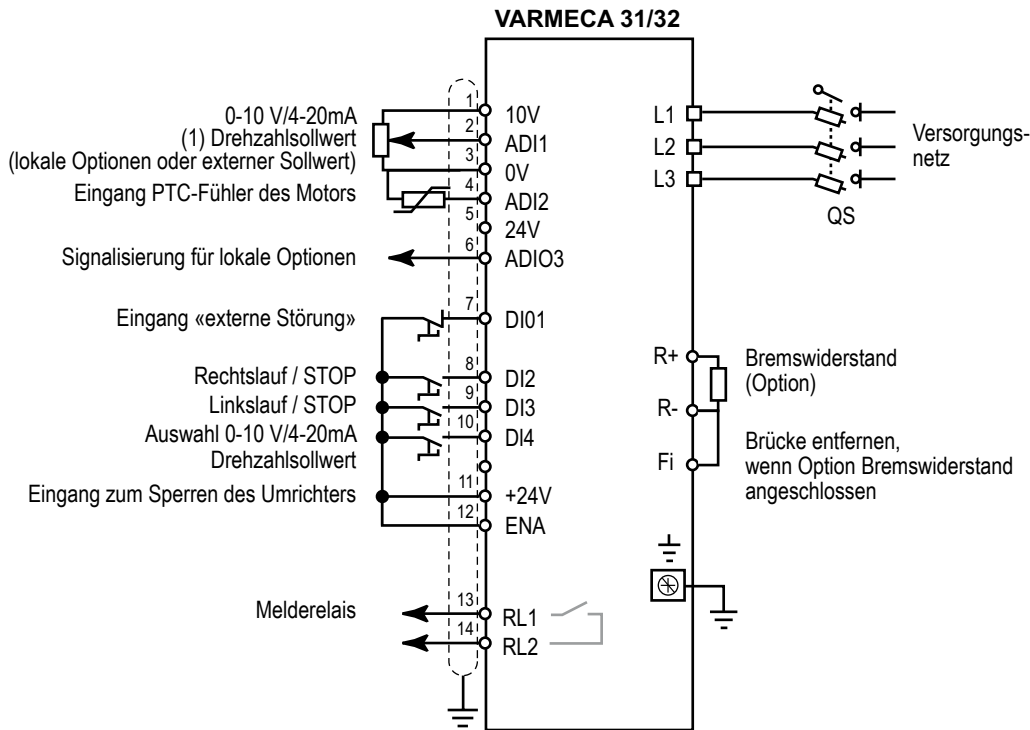 VARMECA 31/32
0-10 V/4-20mA
(1) Drehzahlsollwert
(lokale Optionen oder externer Sollwert)
Eingang PTC-Fühler des Motors
Signalisierung für lokale Optionen
Eingang «externe Störung»
Rechtslauf / STOP
Linkslauf / STOP
Auswahl 0-10 V/4-20mA
Drehzahlsollwert
Eingang zum Sperren des Umrichters
Melderelais
1
2
3
4
5
6
7
8
9
10
11
12
13
14
10V
ADI1
0V
ADI2
24V
ADIO3
DI01
DI2
DI3
DI4
+24V
ENA
RL1
RL2
L1
L2
L3
QS
Versorgungs-
netz
R+
R-
Fi
Bremswiderstand
(Option)
Brücke entfernen,
wenn Option Bremswiderstand
angeschlossen